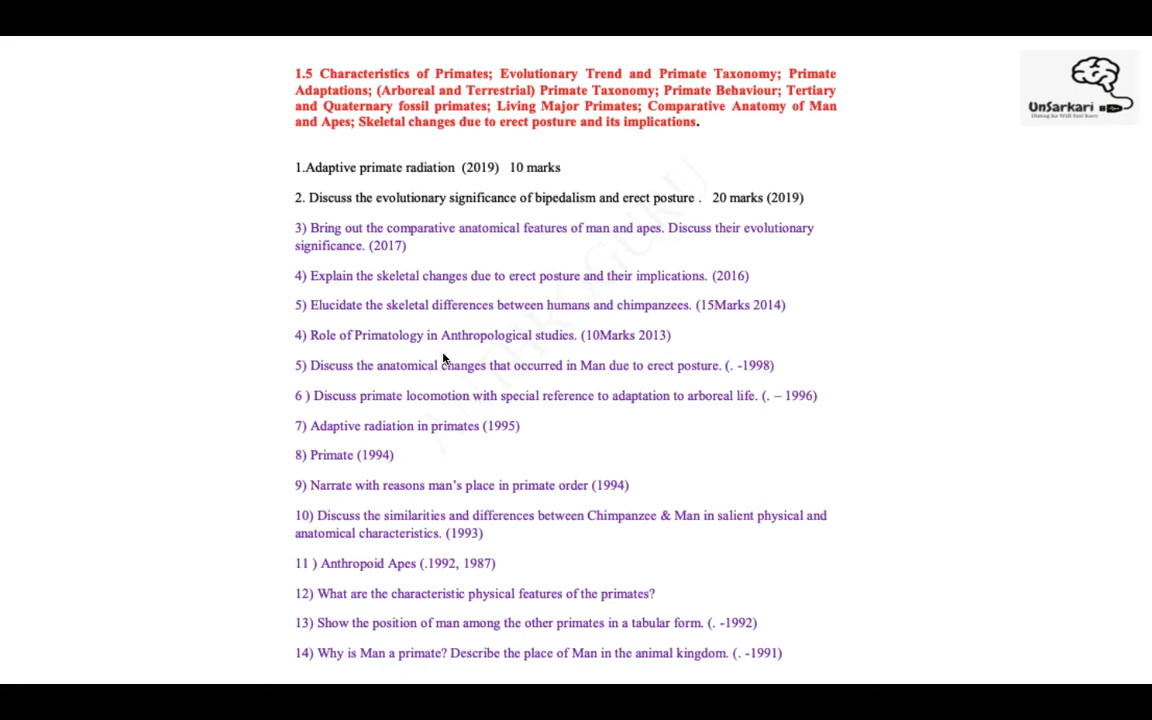 1.5 Characteristics of Primates; Evolutionary Trend and Primate Taxonomy; Primate
Adaptations; (Arboreal and Terrestrial) Primate Taxonomy; Primate Behaviour; Tertiary
and Quaternary fossil primates; Living Major Primates; Comparative Anatomy of Man
and Apes; Skeletal changes due to erect posture and its implications.
UnSarkari
Dimag ka Wifi Feel Karo
1.Adaptive primate radiation (2019) 10 marks
2. Discuss the evolutionary significance of bipedalism and erect posture . 20 marks (2019)
3) Bring out the comparative anatomical features of man and apes. Discuss their evolutionary
significance. (2017)
4) Explain the skeletal changes due to erect posture and their implications. (2016)
5) Elucidate the skeletal differences between humans and chimpanzees. (15Marks 2014)
4) Role of Primatology in Anthropological studies. (10Marks 2013)
5) Discuss the anatomical changes that occurred in Man due to erect posture. (. -1998)
6 ) Discuss primate locomotion with special reference to adaptation to arboreal life. (. – 1996)
7) Adaptive radiation in primates (1995)
8) Primate (1994)
9) Narrate with reasons man's place in primate order (1994)
10) Discuss the similarities and differences between Chimpanzee & Man in salient physical and
anatomical characteristics. (1993)
11 ) Anthropoid Apes (.1992, 1987)
12) What are the characteristic physical features of the primates?
13) Show the position of man among the other primates in a tabular form. (. -1992)
14) Why is Man a primate? Describe the place of Man in the animal kingdom. (. -1991)